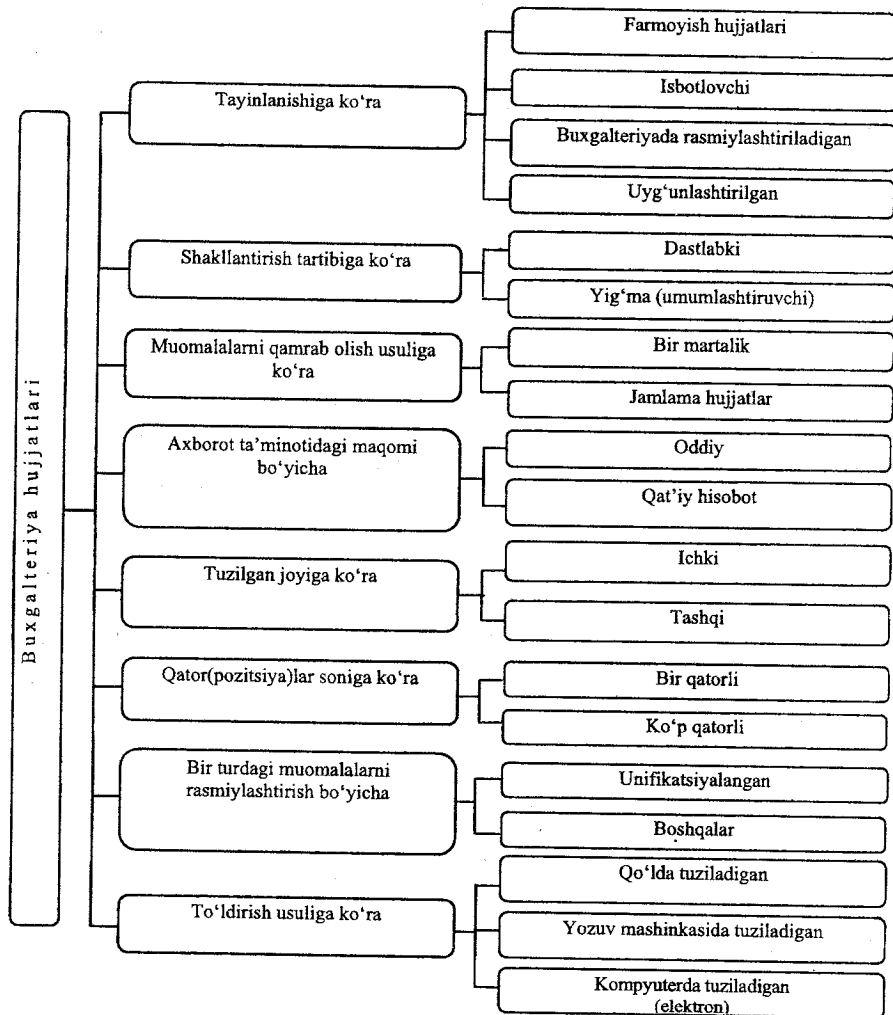 Buxgalteriya hujjatlari
Tayinlanishiga ko‘ra
Farmoyish hujjatlari
Isbotlovchi
Buxgalteriyada rasmiylashtiriladigan
Uyg‘unlashtirilgan
Shakllantirish tartibiga ko‘ra
Dastlabki
Yig‘ma (umumlashtiruvchi)
Muomalalarni qamrab olish usuliga
ko‘ra
Bir martalik
Jamlama hujjatlar
Axborot ta’minotidagi maqomi
bo‘yicha
Oddiy
Qat’iy hisobot
Tuzilgan joyiga ko‘ra
Ichki
Tashqi
Qator(pozitsiya)lar soniga ko‘ra
Bir qatorli
Ko‘p qatorli
Bir turdagi muomalalarni
rasmiylashtirish bo‘yicha
Unifikatsiyalangan
Boshqalar
To‘ldirish usuliga ko‘ra
Qo‘lda tuziladigan
Yozuv mashinkasida tuziladigan
Kompyuterda tuziladigan
(elektron)